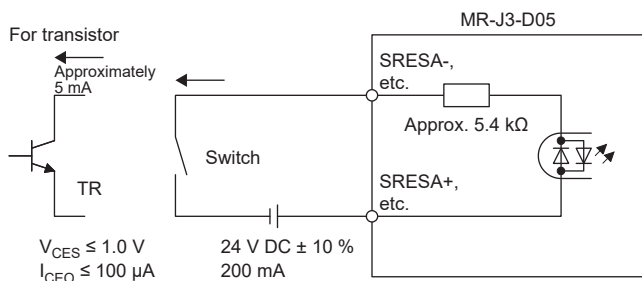 MR-J3-D05
For transistor
Approximately
5 mA
SRESA-,
etc.
Approx. 5.4 kΩ
Switch
SRESA+,
etc.
TR
V_CES ≤ 1.0 V
24 V DC ± 10 %
I_CEO ≤ 100 µA
200 mA